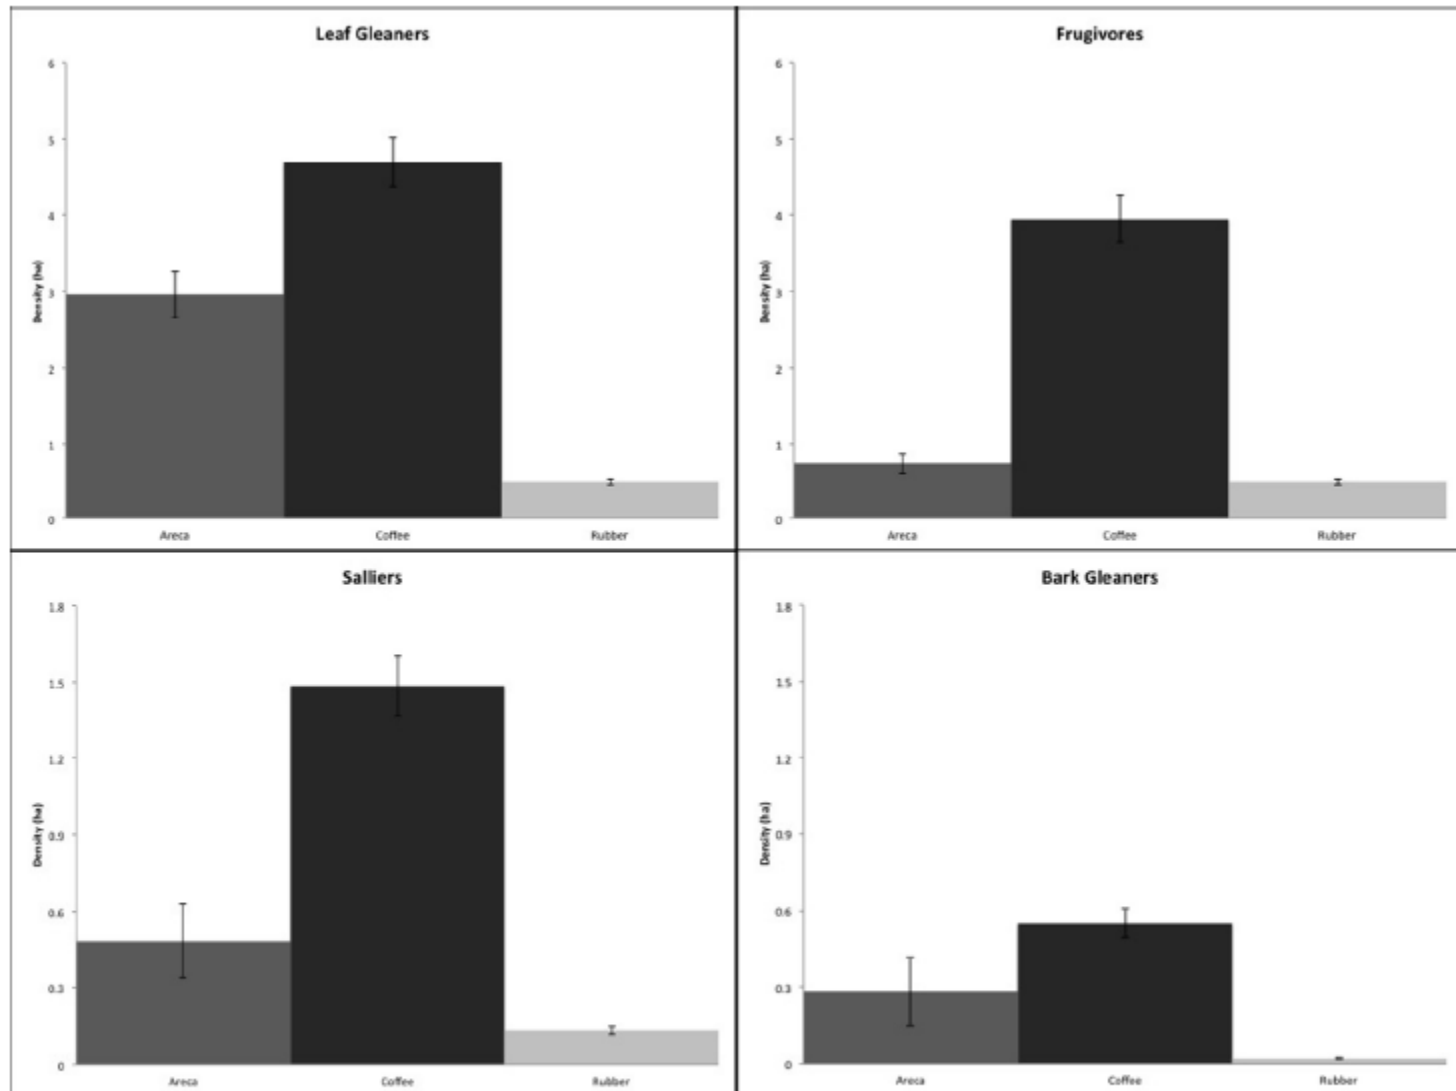 Leaf Gleaners
6
5
4
3
2
1
0
Density (ha)
Areca Coffee Rubber
Frugivores
6
5
4
3
2
1
0
Density (ha)
Areca Coffee Rubber
Salliers
1.8
1.5
1.2
0.9
0.6
0.3
0
Density (ha)
Areca Coffee Rubber
Bark Gleaners
1.8
1.5
1.2
0.9
0.6
0.3
0
Density (ha)
Areca Coffee Rubber